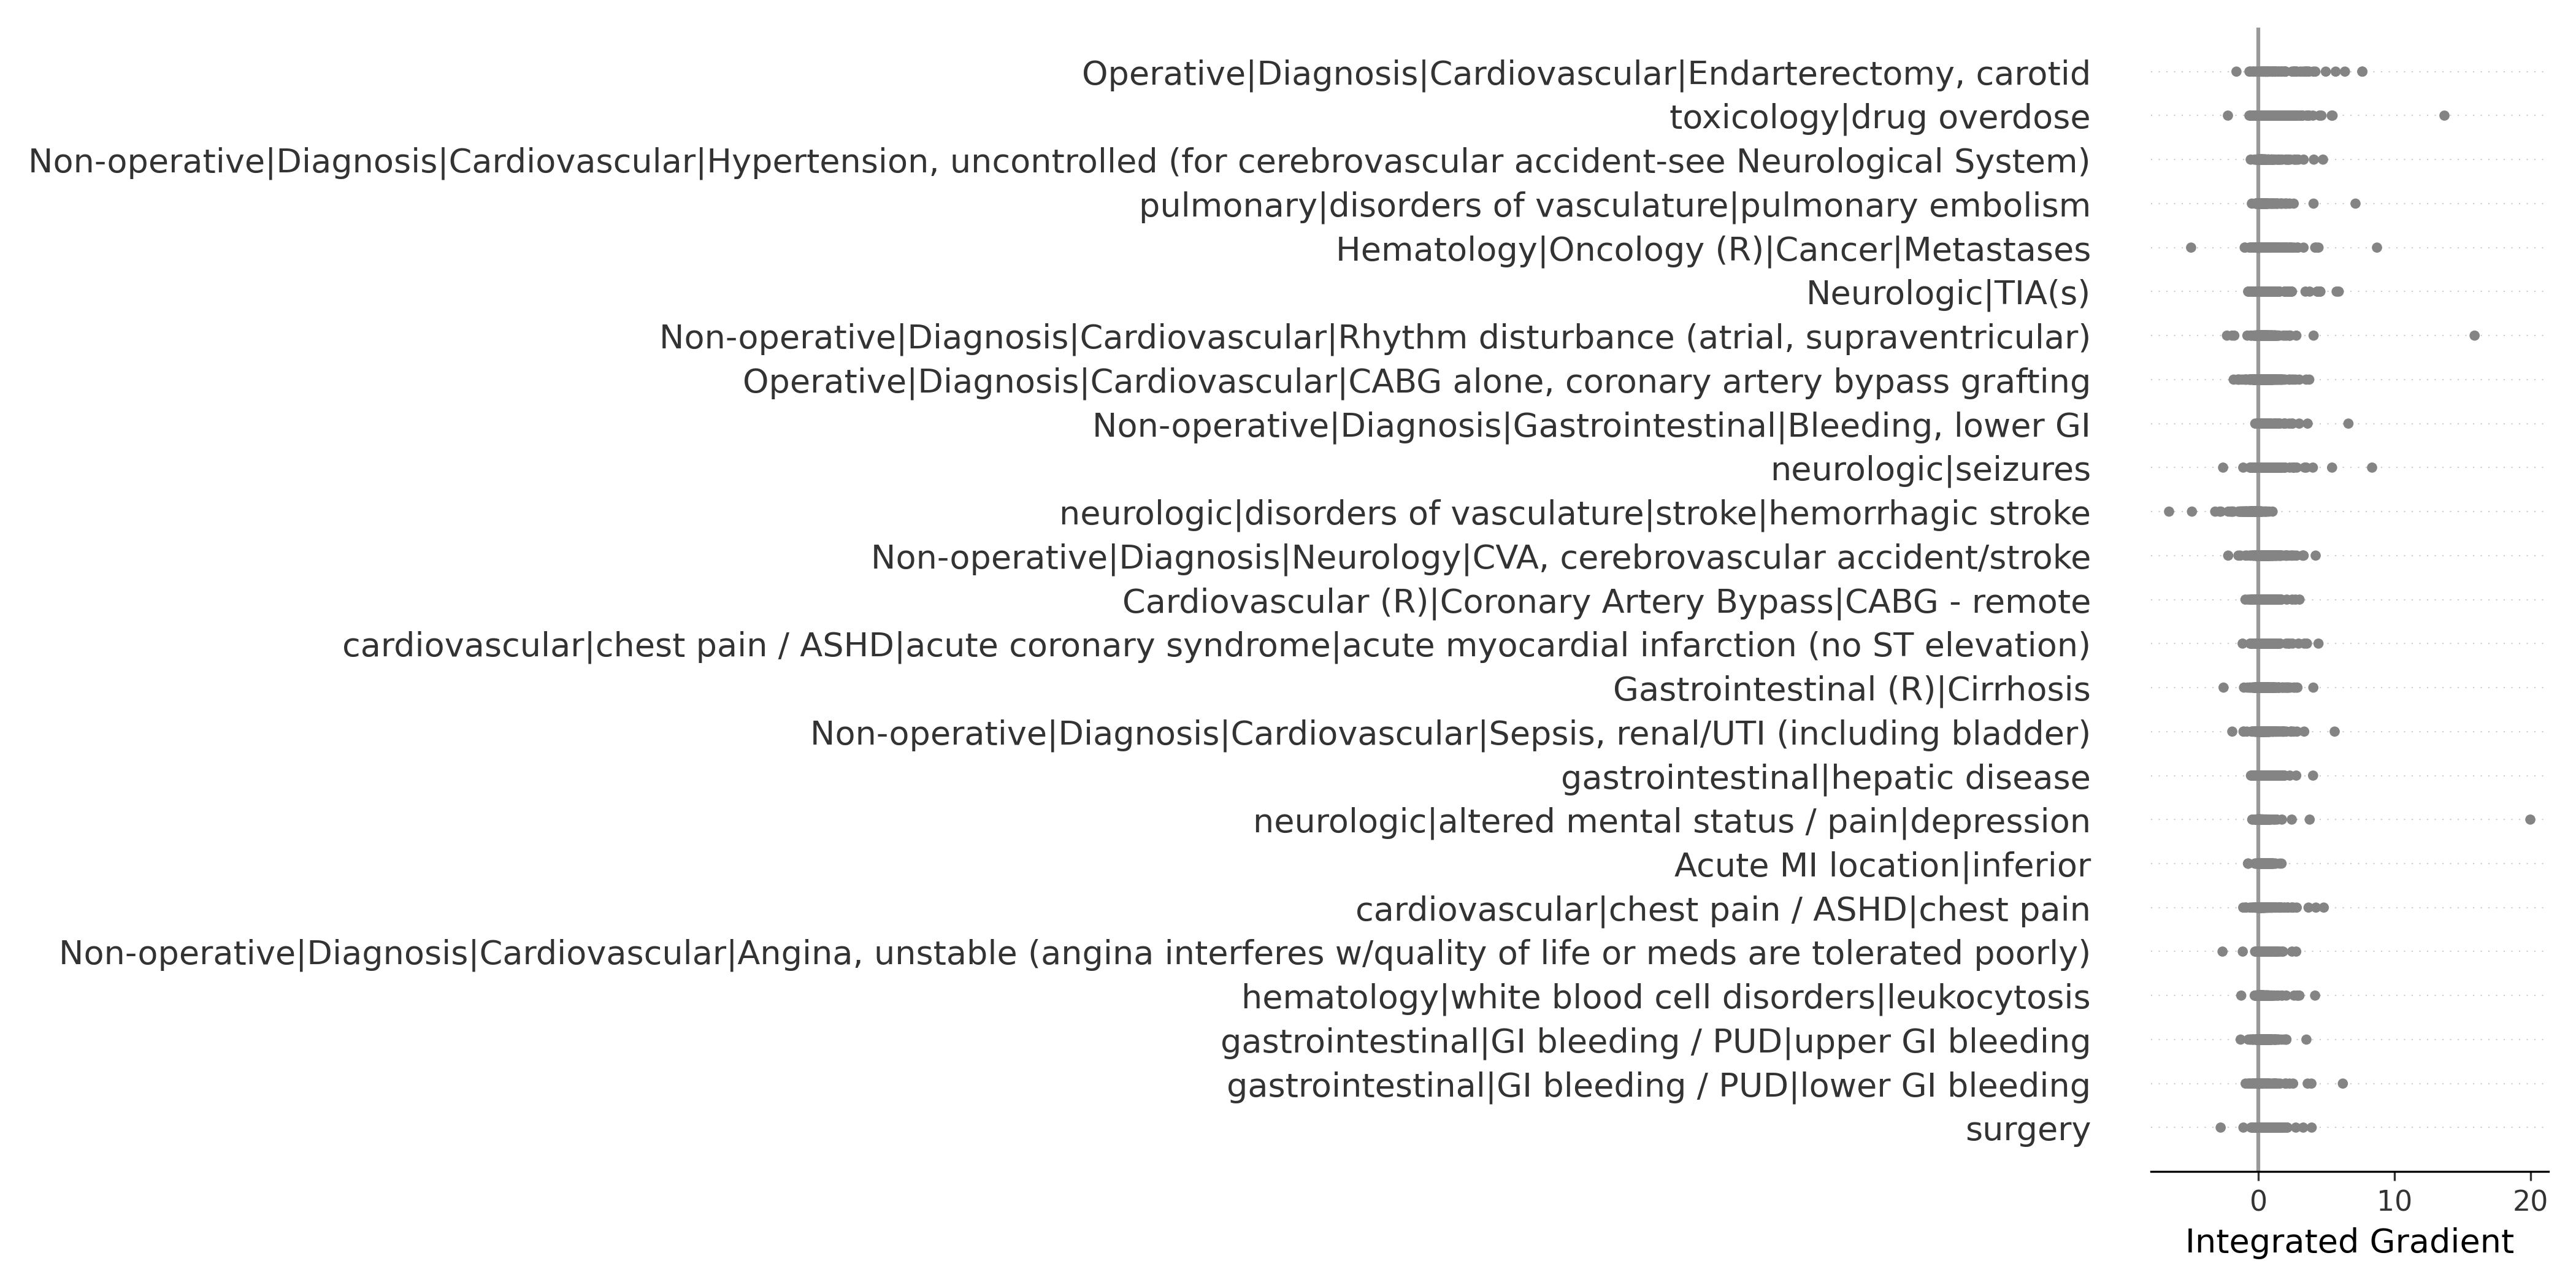 Operative|Diagnosis|Cardiovascular|Endarterectomy, carotid
toxicology|drug overdose
Non-operative|Diagnosis|Cardiovascular|Hypertension, uncontrolled (for cerebrovascular accident-see Neurological System)
pulmonary|disorders of vasculature|pulmonary embolism
Hematology|Oncology (R)|Cancer|Metastases
Neurologic|TIA(s)
Non-operative|Diagnosis|Cardiovascular|Rhythm disturbance (atrial, supraventricular)
Operative|Diagnosis|Cardiovascular|CABG alone, coronary artery bypass grafting
Non-operative|Diagnosis|Gastrointestinal|Bleeding, lower GI
neurologic|seizures
neurologic|disorders of vasculature|stroke|hemorrhagic stroke
Non-operative|Diagnosis|Neurology|CVA, cerebrovascular accident/stroke
Cardiovascular (R)|Coronary Artery Bypass|CABG - remote
cardiovascular|chest pain / ASHD|acute coronary syndrome|acute myocardial infarction (no ST elevation)
Gastrointestinal (R)|Cirrhosis
Non-operative|Diagnosis|Cardiovascular|Sepsis, renal/UTI (including bladder)
gastrointestinal|hepatic disease
neurologic|altered mental status / pain|depression
Acute MI location|inferior
cardiovascular|chest pain / ASHD|chest pain
Non-operative|Diagnosis|Cardiovascular|Angina, unstable (angina interferes w/quality of life or meds are tolerated poorly)
hematology|white blood cell disorders|leukocytosis
gastrointestinal|GI bleeding / PUD|upper GI bleeding
gastrointestinal|GI bleeding / PUD|lower GI bleeding
surgery
0 10 20
Integrated Gradient